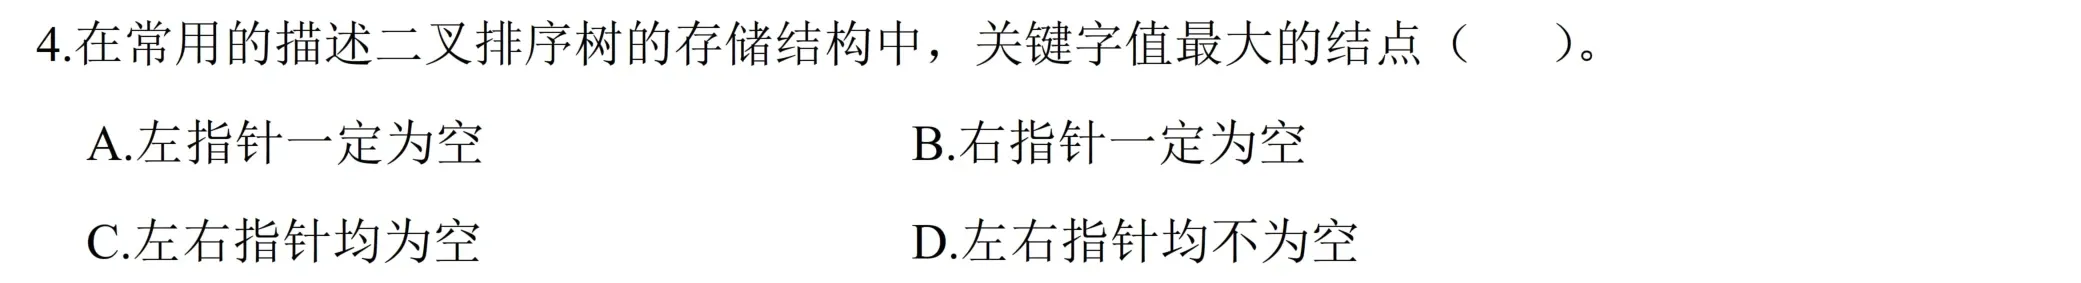 4.在常用的描述二叉排序树的存储结构中，关键字值最大的结点（　　）。
A.左指针一定为空　　B.右指针一定为空
C.左右指针均为空　　D.左右指针均不为空